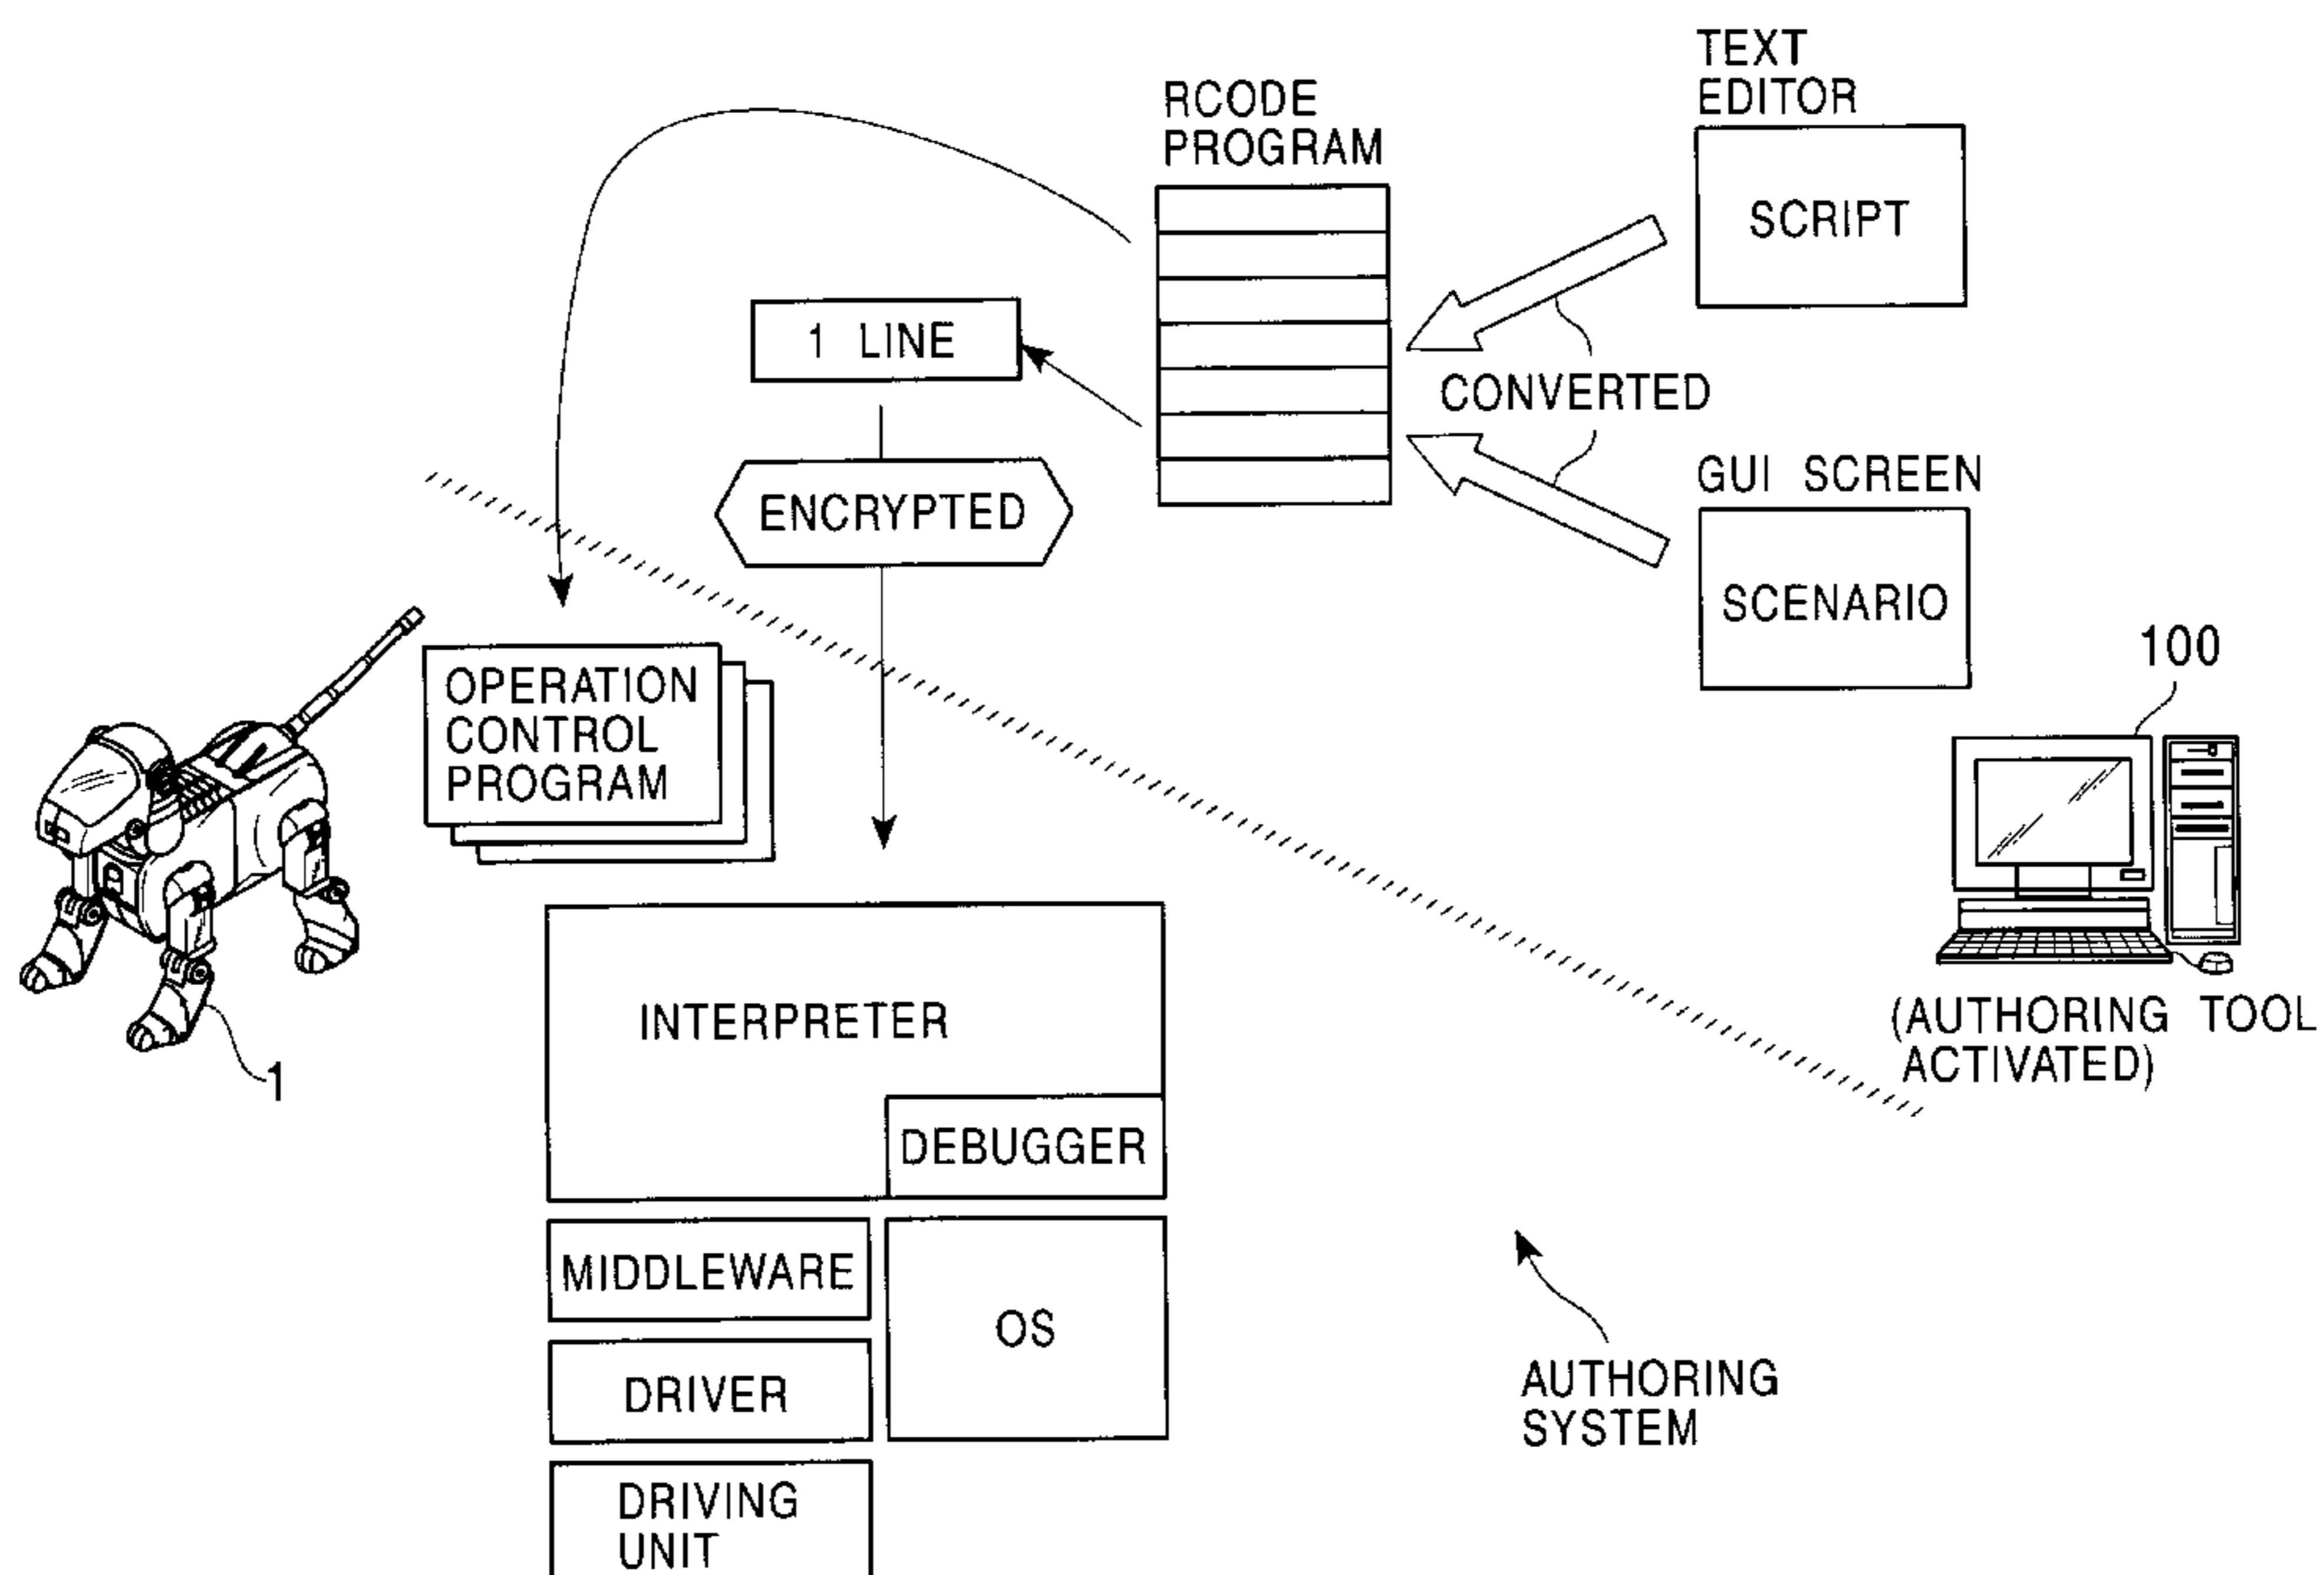 TEXT
EDITOR
RCODE
PROGRAM
SCRIPT
1 LINE
CONVERTED
GUI SCREEN
ENCRYPTED
SCENARIO
100
OPERATION
CONTROL
PROGRAM
(AUTHORING TOOL
ACTIVATED)
INTERPRETER
1
DEBUGGER
MIDDLEWARE
OS
DRIVER
AUTHORING
SYSTEM
DRIVING
UNIT